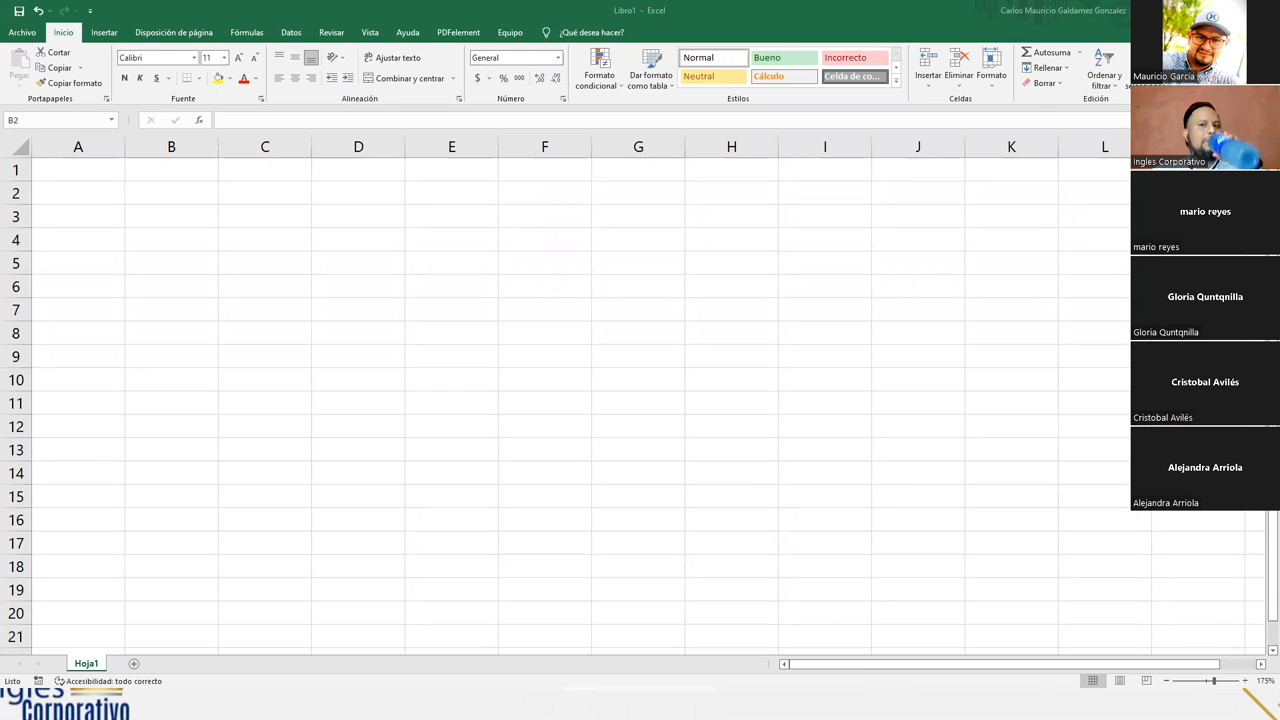 Libro1 - Excel
Carlos Mauricio Galdamez Gonzalez
Archivo Inicio Insertar Disposición de página Fórmulas Datos Revisar Vista Ayuda PDFelement Equipo ¿Qué desea hacer?
Pegar
Cortar
Copiar
Copiar formato
Portapapeles
Calibri 11
N K S
Fuente
Ajustar texto
Combinar y centrar
Alineación
General
$ % 000
Número
Formato condicional
Dar formato como tabla
Normal Bueno Incorrecto
Neutral Cálculo Celda de co...
Estilos
Insertar Eliminar Formato
Celdas
Autosuma
Rellenar
Borrar
Ordenar y filtrar
Edición
B2
fx
A B C D E F G H I J K L
1
2
3
4
5
6
7
8
9
10
11
12
13
14
15
16
17
18
19
20
21
Mauricio García
Ingles Corporativo
mario reyes
mario reyes
Gloria Quntqnilla
Gloria Quntqnilla
Cristobal Avilés
Cristobal Avilés
Alejandra Arriola
Alejandra Arriola
Hoja1
Listo
Accesibilidad: todo correcto
175%
Ingles
Corporativo